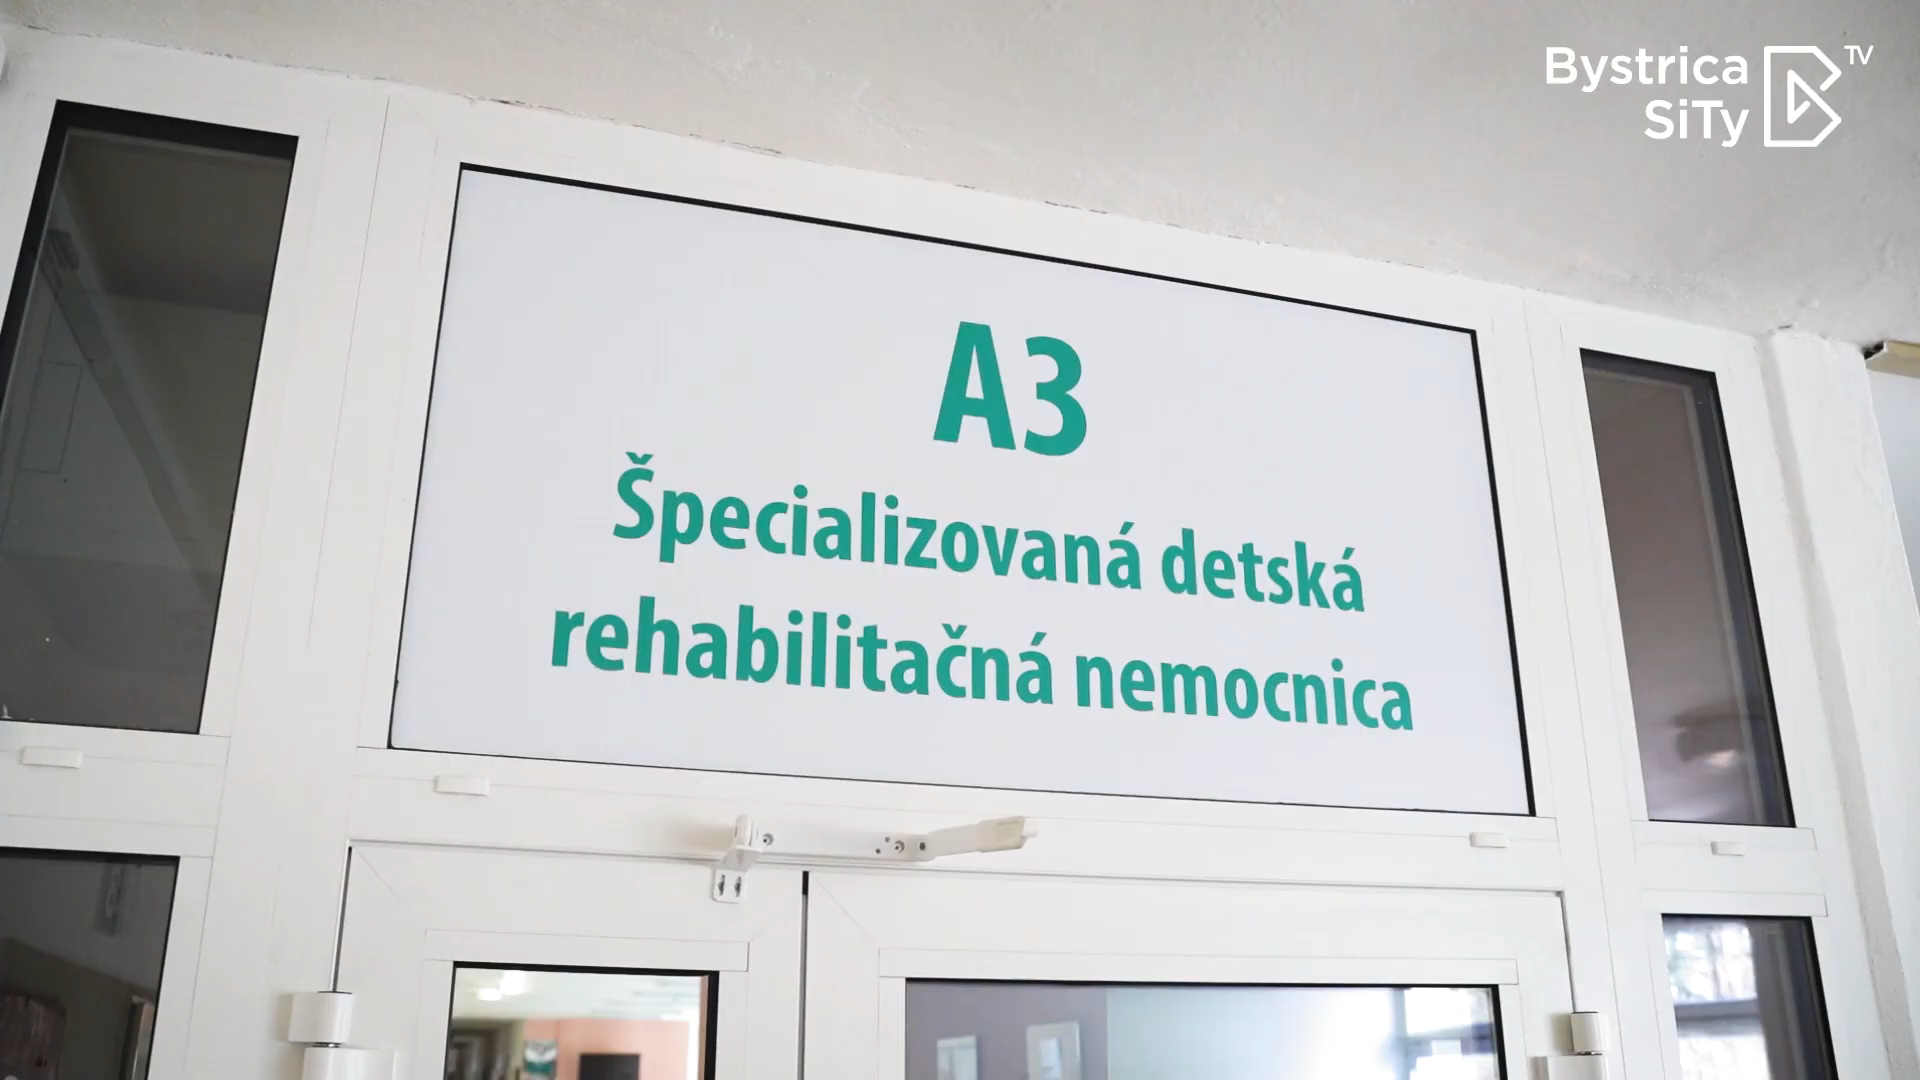 Bystrica TV
SiTy
A3
Špecializovaná detská
rehabilitačná nemocnica